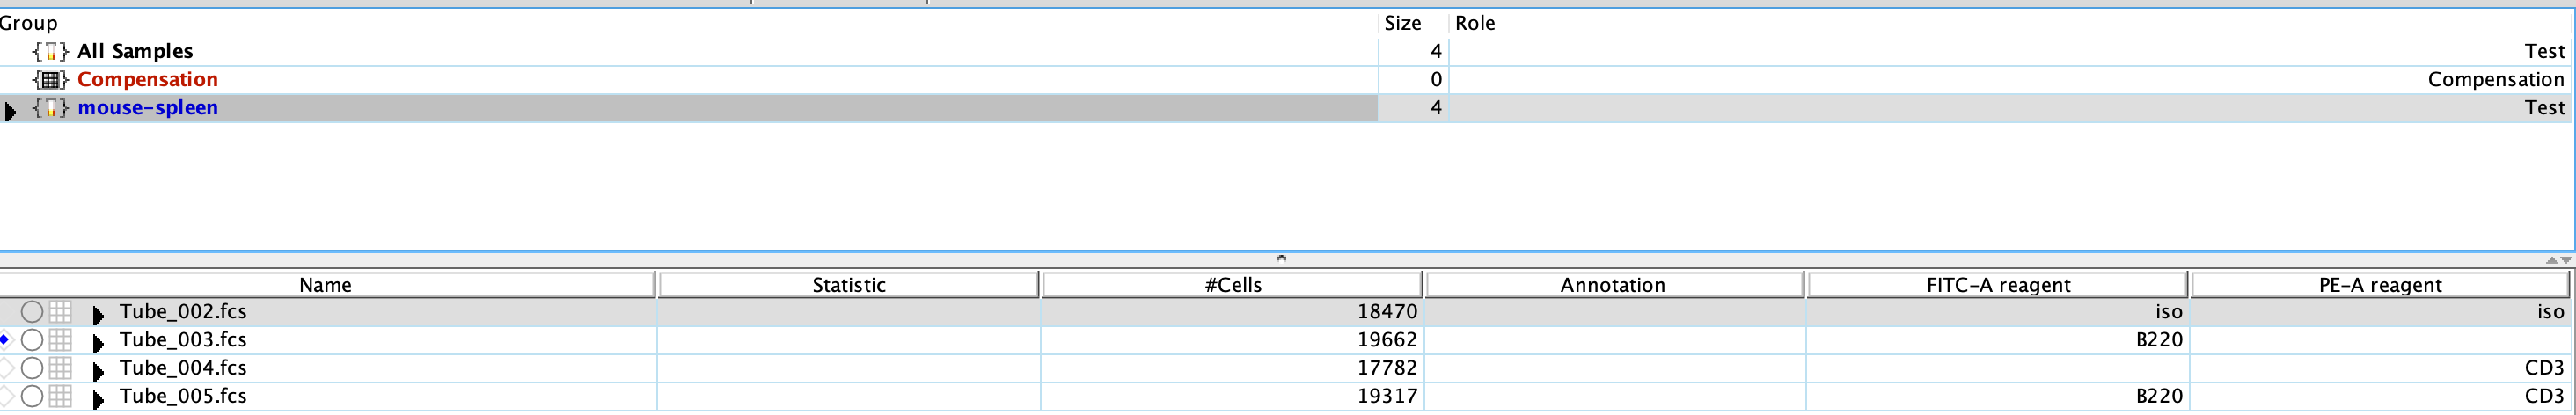 Group Size Role
All Samples 4 Test
Compensation 0 Compensation
mouse-spleen 4 Test
Name Statistic #Cells Annotation FITC-A reagent PE-A reagent
Tube_002.fcs 18470 iso iso
Tube_003.fcs 19662 B220
Tube_004.fcs 17782 CD3
Tube_005.fcs 19317 B220 CD3